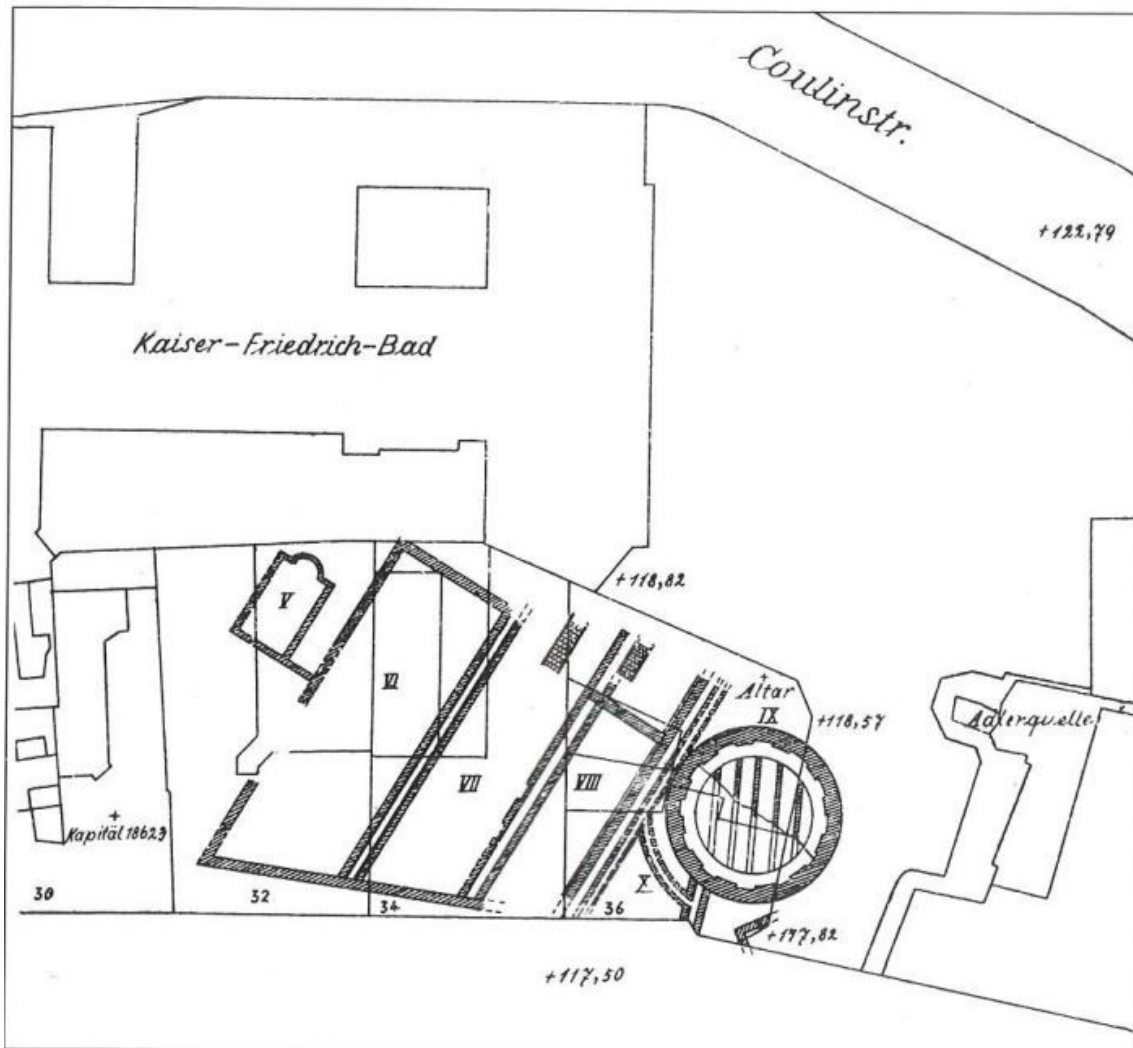 Coulinstr.
+122,79
Kaiser-Friedrich-Bad
+118,82
V
VI
Altar
IX
+118,57
Adlerquelle
VII
VIII
+
Kapitäl 18623
X
30
32
34
36
+117,82
+117,50